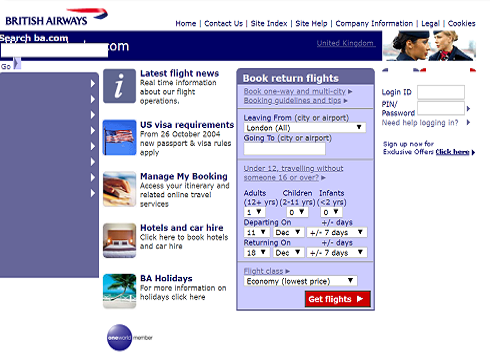 BRITISH AIRWAYS
Home | Contact Us | Site Index | Site Help | Company Information | Legal | Cookies
Search ba.com
.com
United Kingdom
Go
Latest flight news
Real time information
about our flight
operations.
US visa requirements
From 26 October 2004
new passport & visa rules
apply
Manage My Booking
Access your itinerary and
related online travel
services
Hotels and car hire
Click here to book hotels
and car hire
BA Holidays
For more information on
holidays click here
oneworld member
Book return flights
Book one-way and multi-city
Booking guidelines and tips
Leaving From (city or airport)
London (All)
Going To (city or airport)
Under 12, travelling without
someone 16 or over?
Adults Children Infants
(12+ yrs) (2-11 yrs) (<2 yrs)
1 0 0
Departing On +/- days
11 Dec +/- 7 days
Returning On +/- days
18 Dec +/- 7 days
Flight class
Economy (lowest price)
Get flights
Login ID
PIN/
Password
Need help logging in?
Sign up now for
Exclusive Offers Click here